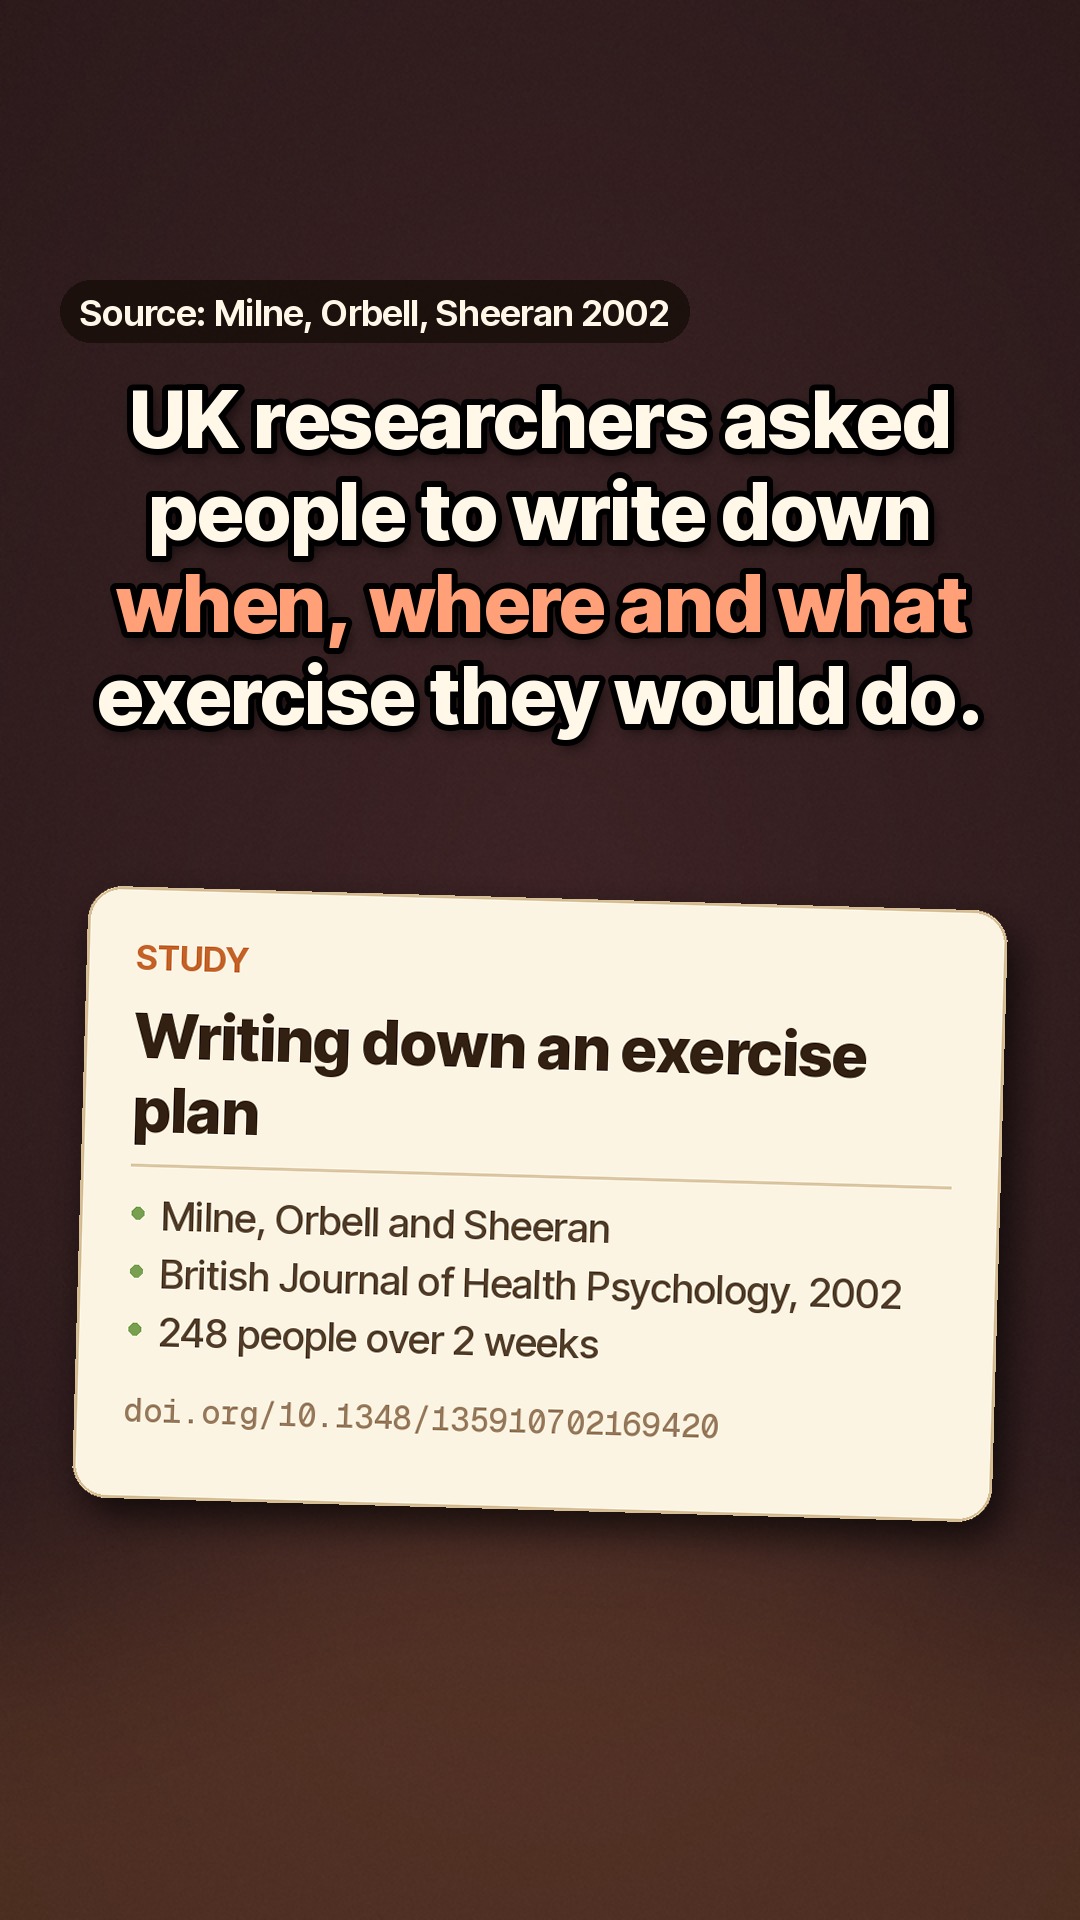 Source: Milne, Orbell, Sheeran 2002
UK researchers asked
people to write down
when, where and what
exercise they would do.
STUDY
Writing down an exercise
plan
Milne, Orbell and Sheeran
British Journal of Health Psychology, 2002
248 people over 2 weeks
doi.org/10.1348/135910702169420